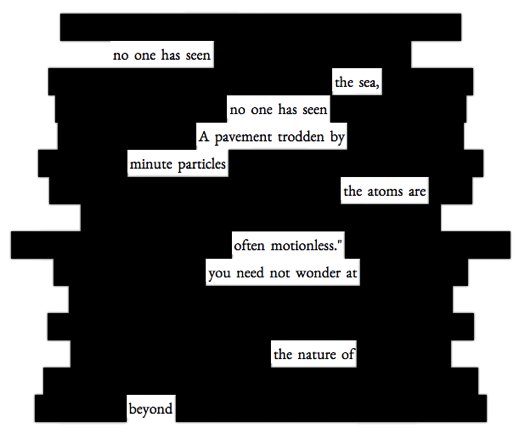 no one has seen
the sea,
no one has seen
A pavement trodden by
minute particles
the atoms are
often motionless."
you need not wonder at
the nature of
beyond